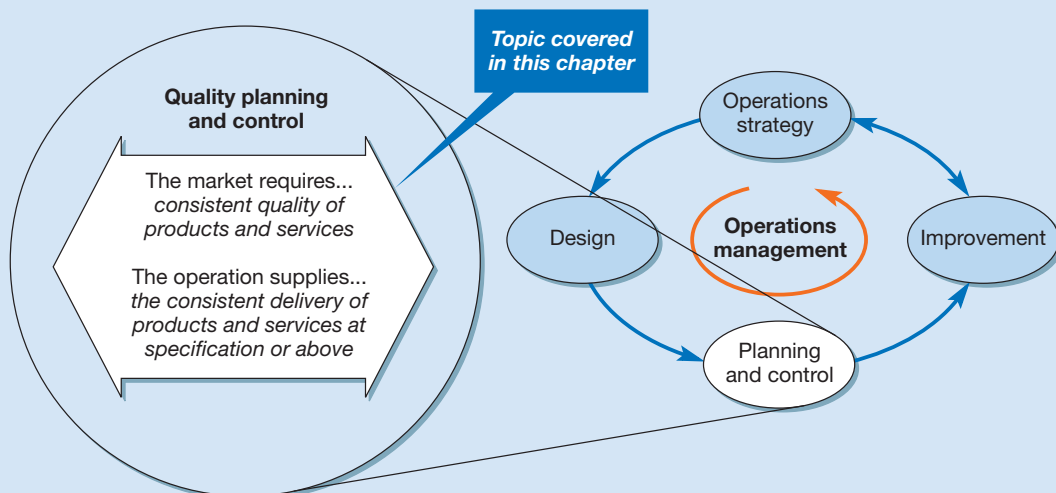 Topic covered
in this chapter
Quality planning
and control
The market requires...
consistent quality of
products and services
The operation supplies...
the consistent delivery of
products and services at
specification or above
Operations
strategy
Design
Operations
management
Improvement
Planning
and control